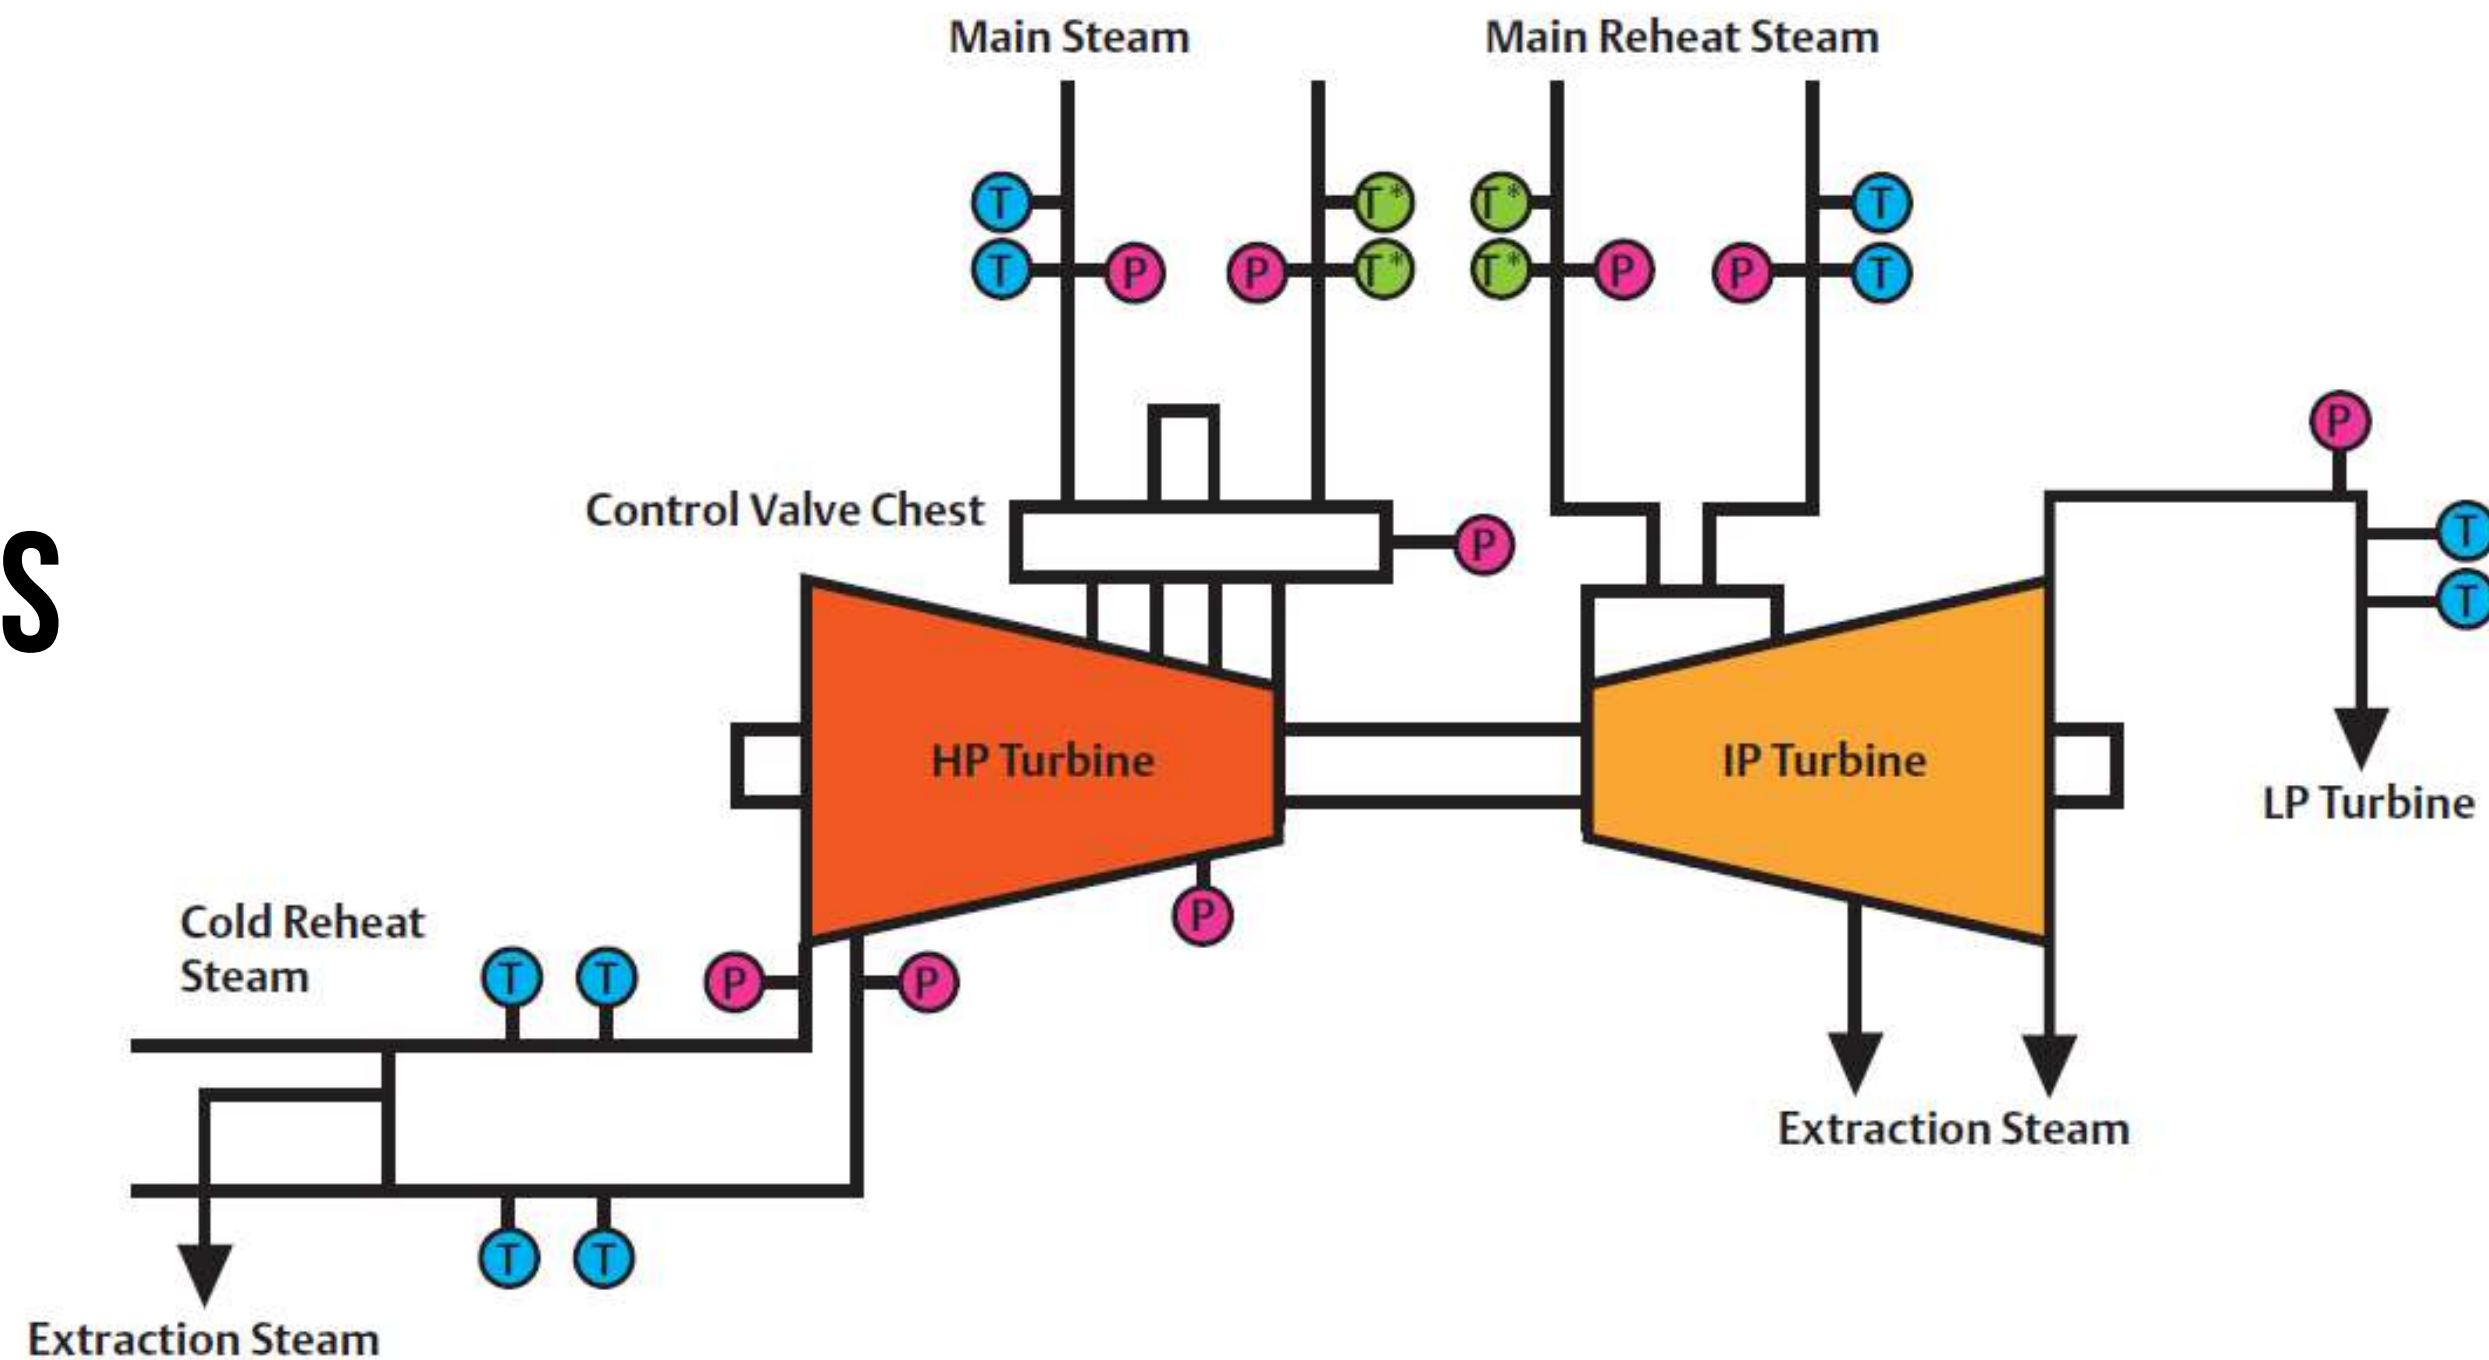 Main Steam
Main Reheat Steam
T
T*
T*
T
T
P
P
T*
T*
P
P
T
P
Control Valve Chest
P
T
S
T
HP Turbine
IP Turbine
LP Turbine
P
Cold Reheat
Steam
T
T
P
P
Extraction Steam
T
T
Extraction Steam